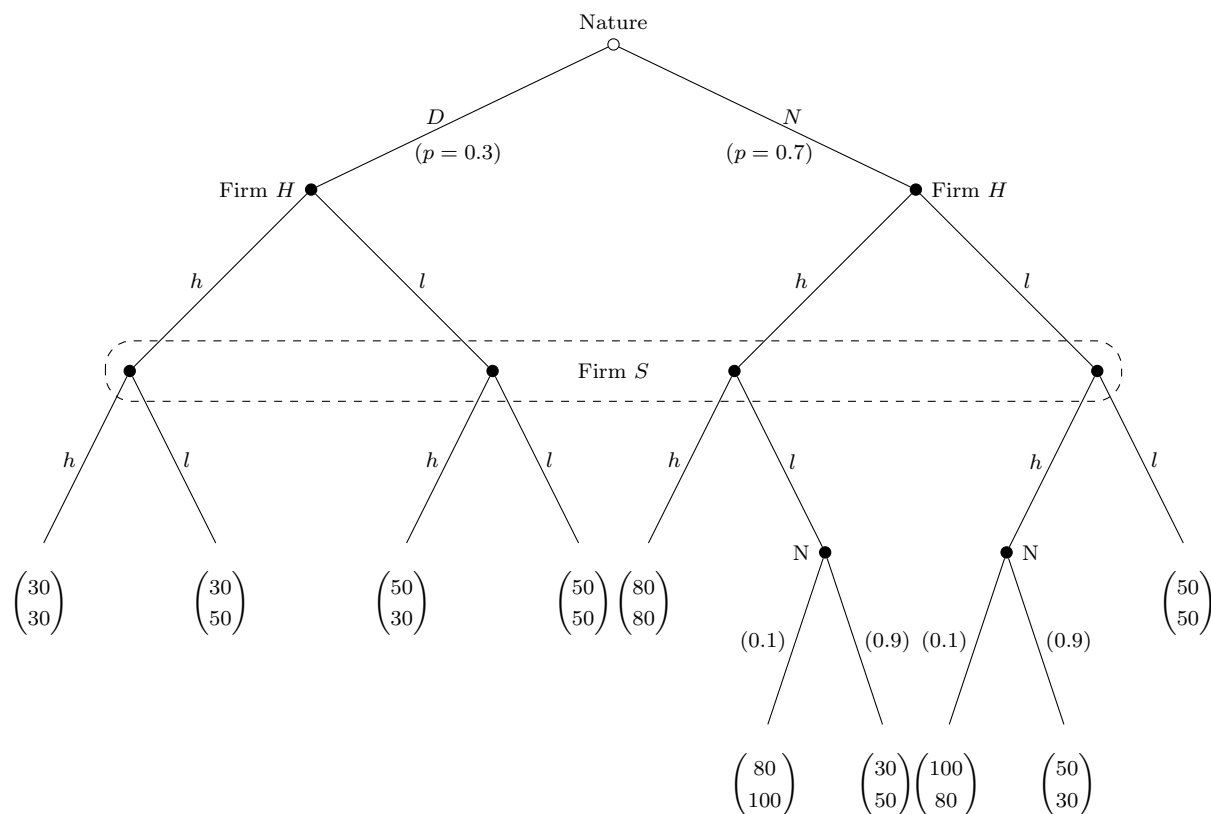 Nature
D
N
(p = 0.3)
(p = 0.7)
Firm H
Firm H
h
l
h
l
Firm S
h
l
h
l
h
l
h
l
N
N
30
30
30
50
50
30
50
50
80
80
50
50
(0.1)
(0.9)
(0.1)
(0.9)
80
100
30
50
100
80
50
30